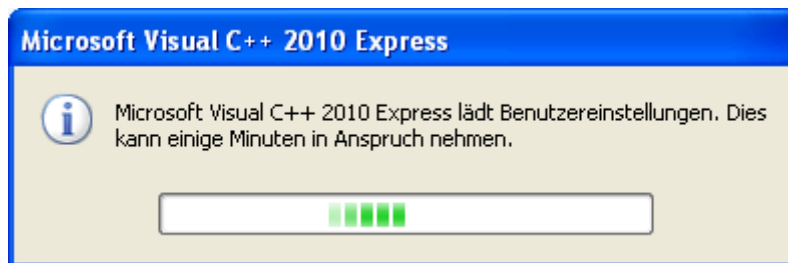 Microsoft Visual C++ 2010 Express
Microsoft Visual C++ 2010 Express lädt Benutzereinstellungen. Dies
kann einige Minuten in Anspruch nehmen.